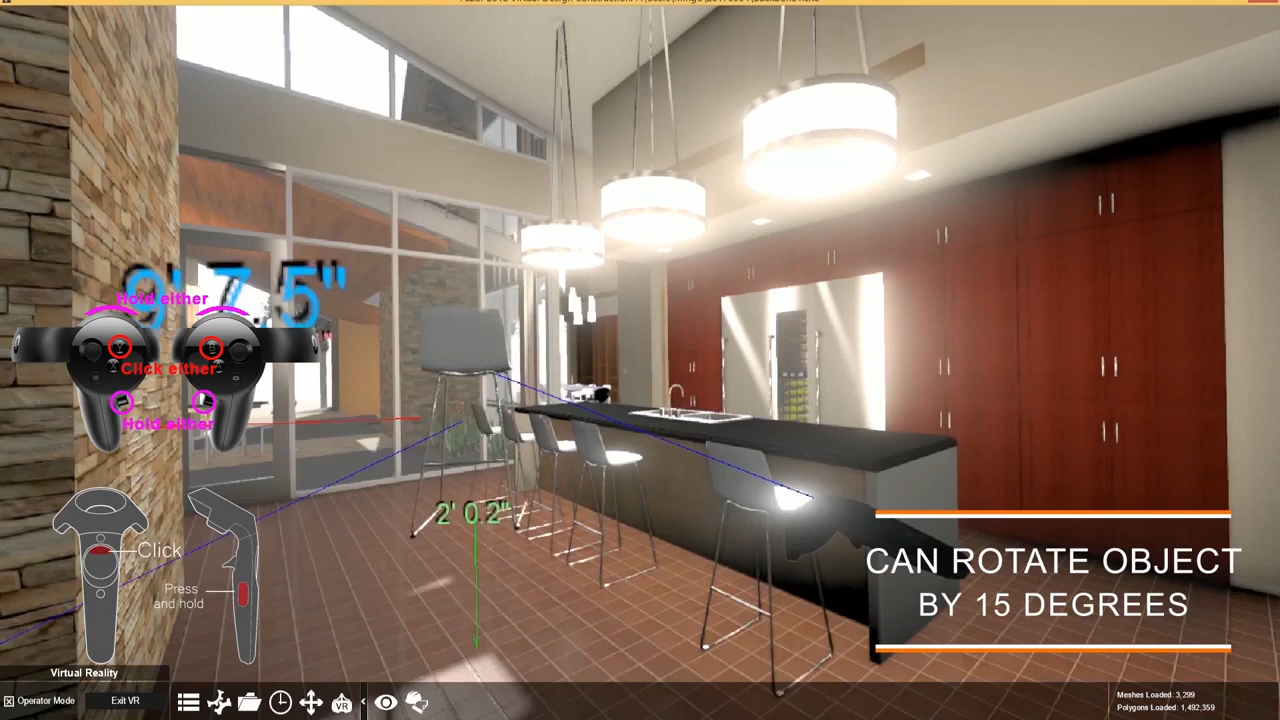 9' 7.5"
Hold either
Y
B
X
A
Click either
Hold either
2' 0.2"
Click
Press
and hold
CAN ROTATE OBJECT
BY 15 DEGREES
Virtual Reality
Operator Mode
Exit VR
VR
Meshes Loaded: 3,299
Polygons Loaded: 1,492,359